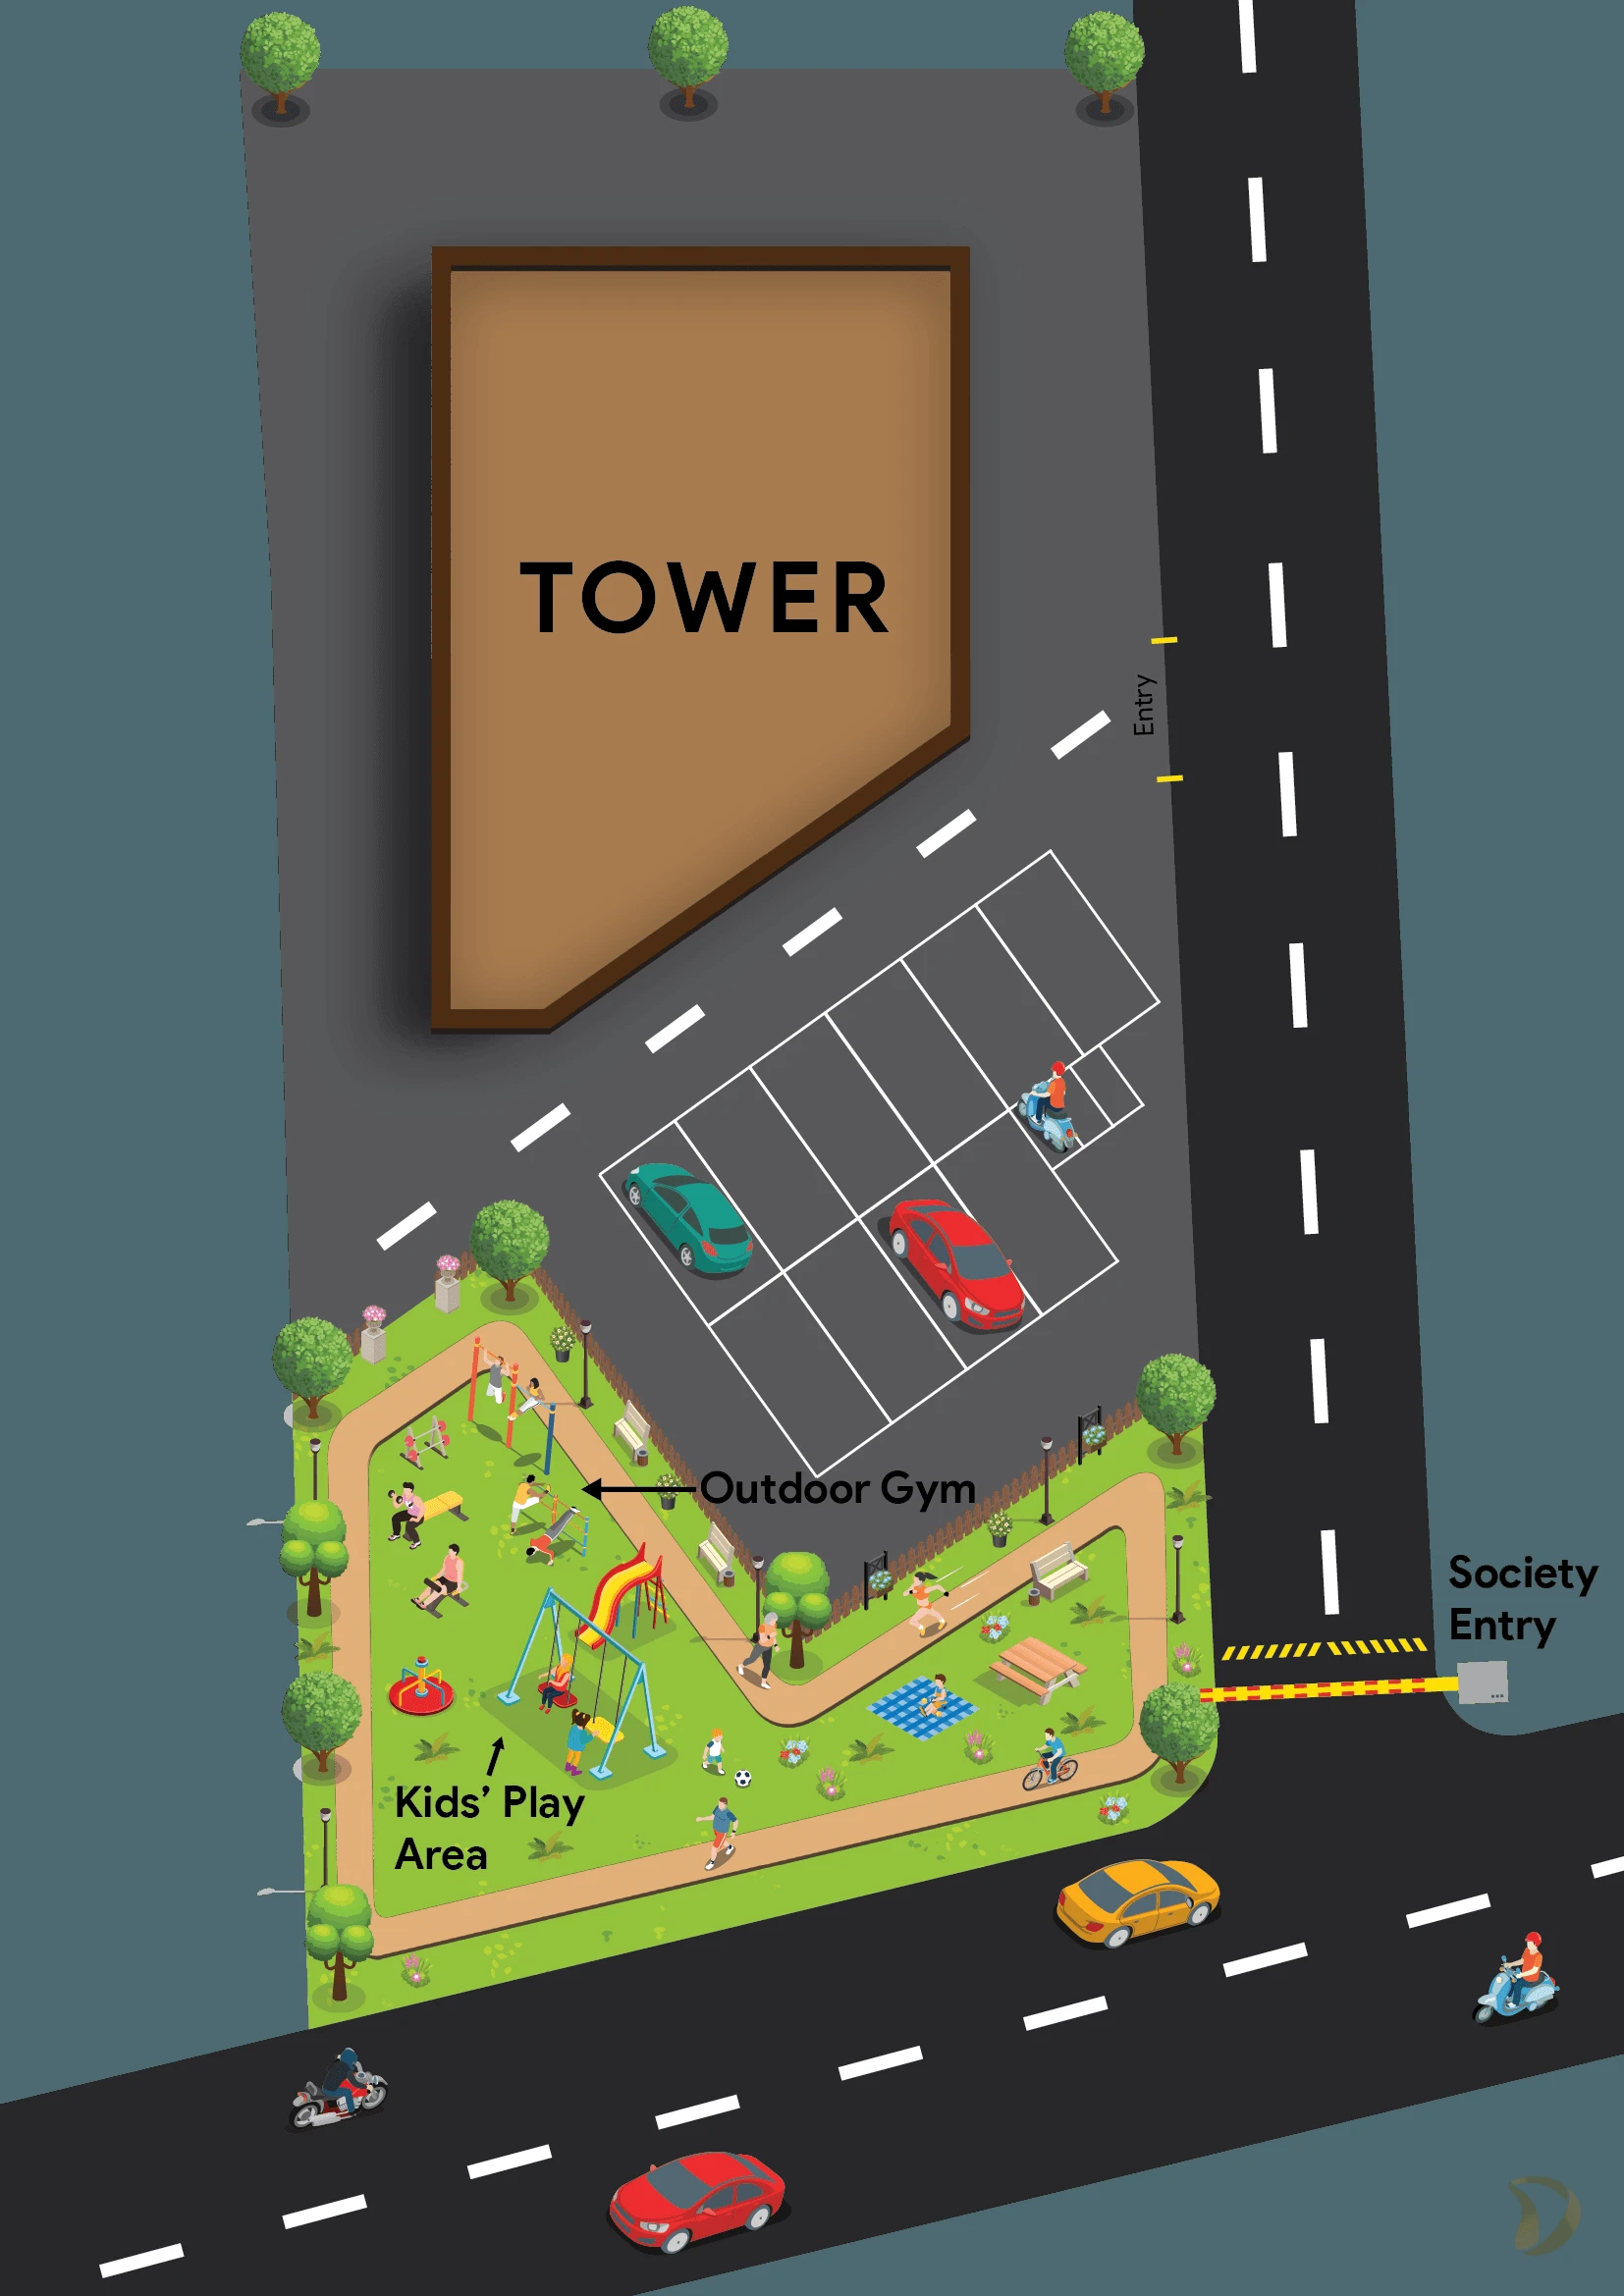 TOWER
Entry
Outdoor Gym
Society
Entry
Kids’ Play
Area